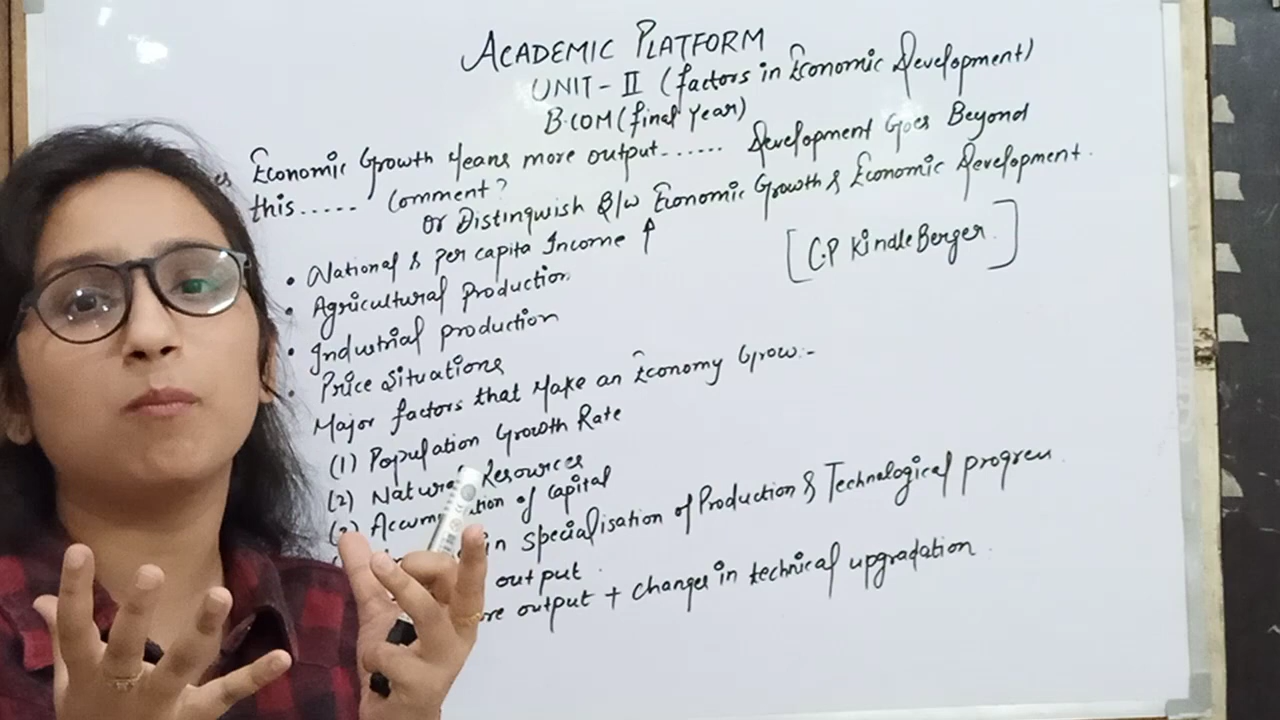 ACADEMIC PLATFORM
UNIT - II (factors in Economic Development)
B.COM (final year)
Economic Growth Means more output...... Development Goes Beyond
this..... Comment?
or Distinguish B/w Economic Growth & Economic Development.
[C.P KindleBerger]
• National & per capita Income ↑
• Agricultural production
• Industrial production
• Price Situations
Major factors that Make an Economy Grow:-
(1) Population Growth Rate
(2) Natural Resources
(3) Accumulation of Capital
in specialisation of Production & Technological progress
output
output + changes in technical upgradation